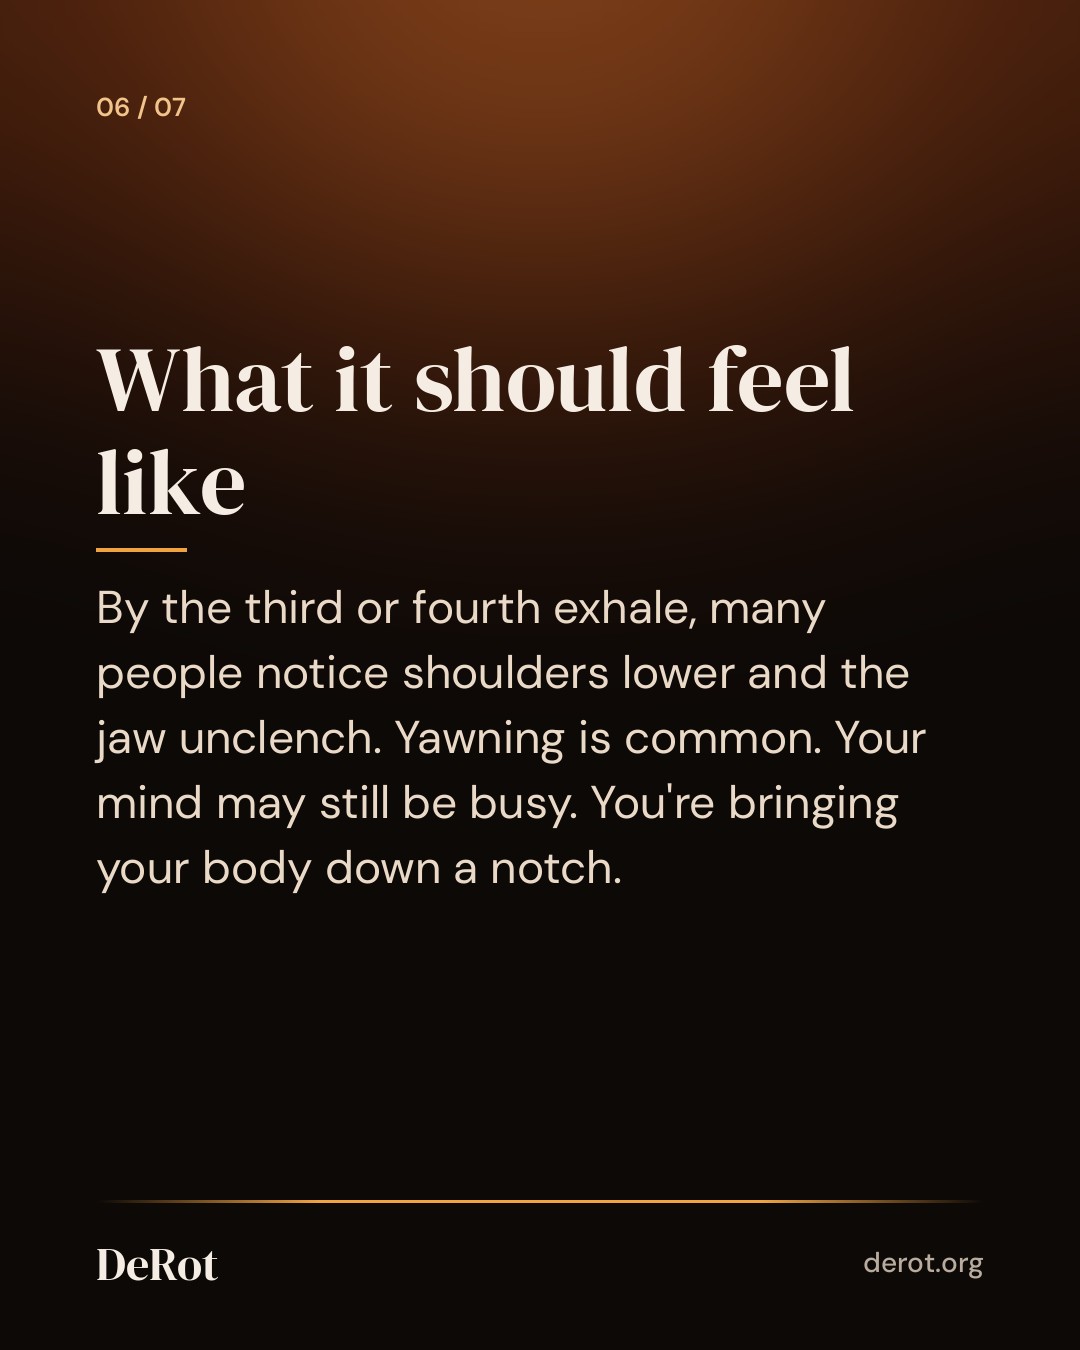 06 / 07
What it should feel
like
By the third or fourth exhale, many
people notice shoulders lower and the
jaw unclench. Yawning is common. Your
mind may still be busy. You're bringing
your body down a notch.
DeRot
derot.org